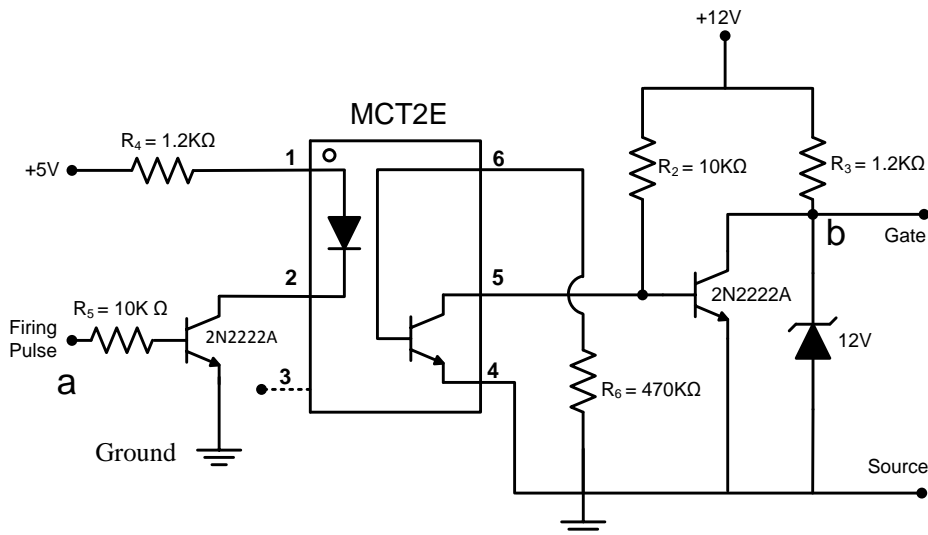 +12V
MCT2E
R4 = 1.2KΩ
1
6
+5V
R2 = 10KΩ
R3 = 1.2KΩ
b
Gate
2
5
R5 = 10K Ω
2N2222A
Firing
Pulse
2N2222A
12V
a
3
4
R6 = 470KΩ
Ground
Source